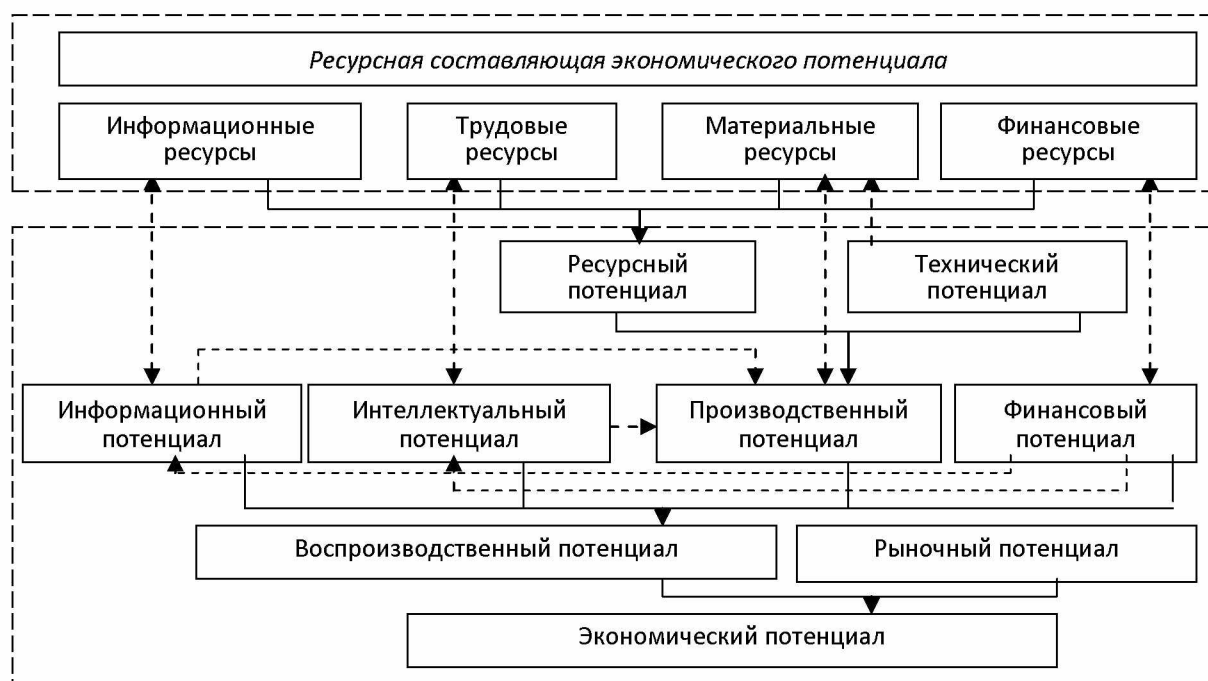 Ресурсная составляющая экономического потенциала
Информационные
ресурсы
Трудовые
ресурсы
Материальные
ресурсы
Финансовые
ресурсы
Ресурсный
потенциал
Технический
потенциал
Информационный
потенциал
Интеллектуальный
потенциал
Производственный
потенциал
Финансовый
потенциал
Воспроизводственный потенциал
Рыночный потенциал
Экономический потенциал